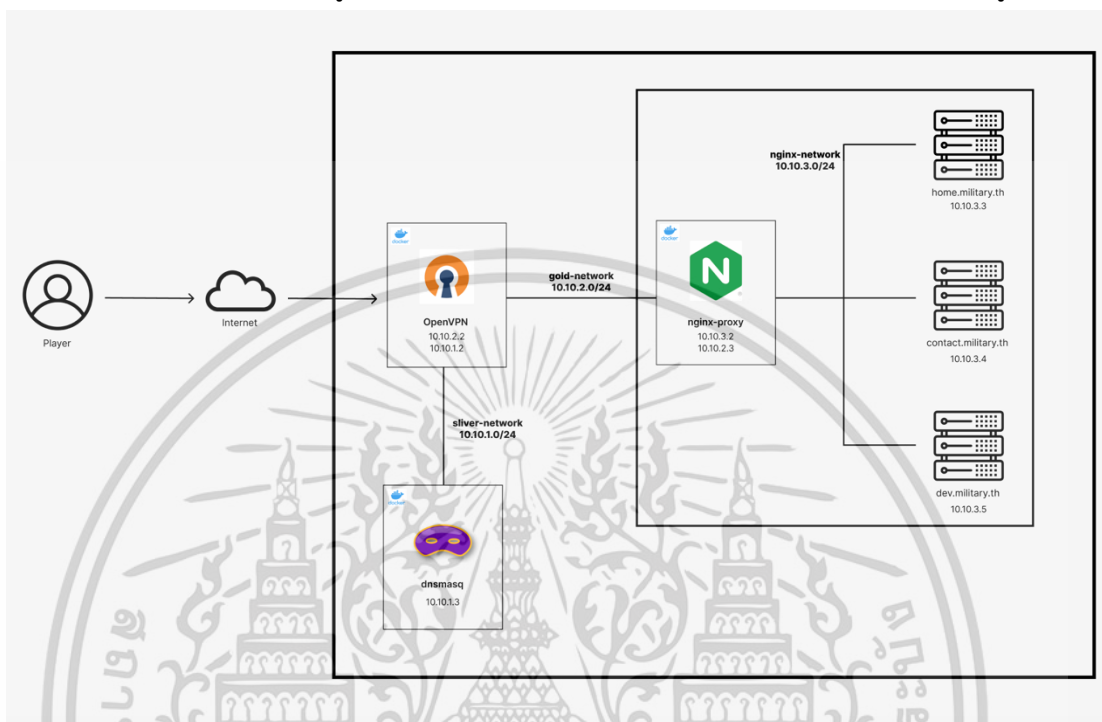 Player
Internet
docker
OpenVPN
10.10.2.2
10.10.1.2
gold-network
10.10.2.0/24
docker
nginx-proxy
10.10.3.2
10.10.2.3
nginx-network
10.10.3.0/24
home.military.th
10.10.3.3
contact.military.th
10.10.3.4
dev.military.th
10.10.3.5
sliver-network
10.10.1.0/24
docker
dnsmasq
10.10.1.3